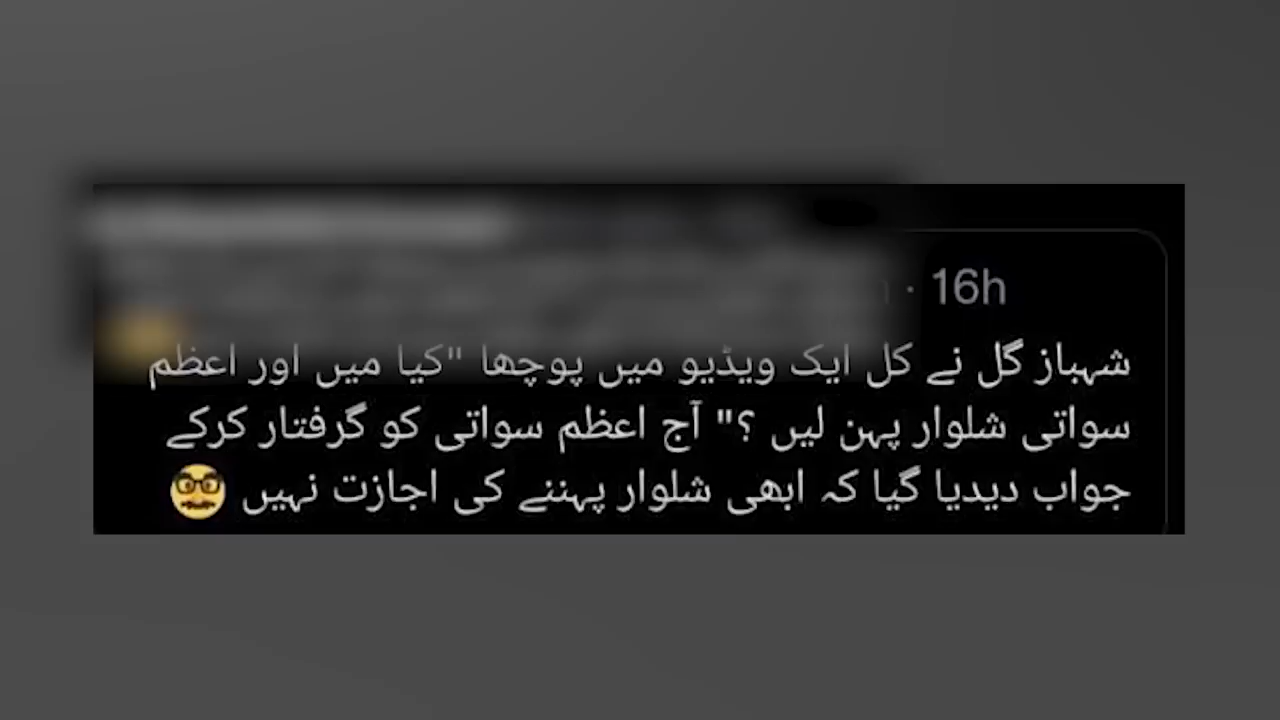 · 16h
شہباز گل نے کل ایک ویڈیو میں پوچھا "کیا میں اور اعظم
سواتی شلوار پہن لیں ؟" آج اعظم سواتی کو گرفتار کرکے
جواب دیدیا گیا کہ ابھی شلوار پہننے کی اجازت نہیں 🥸